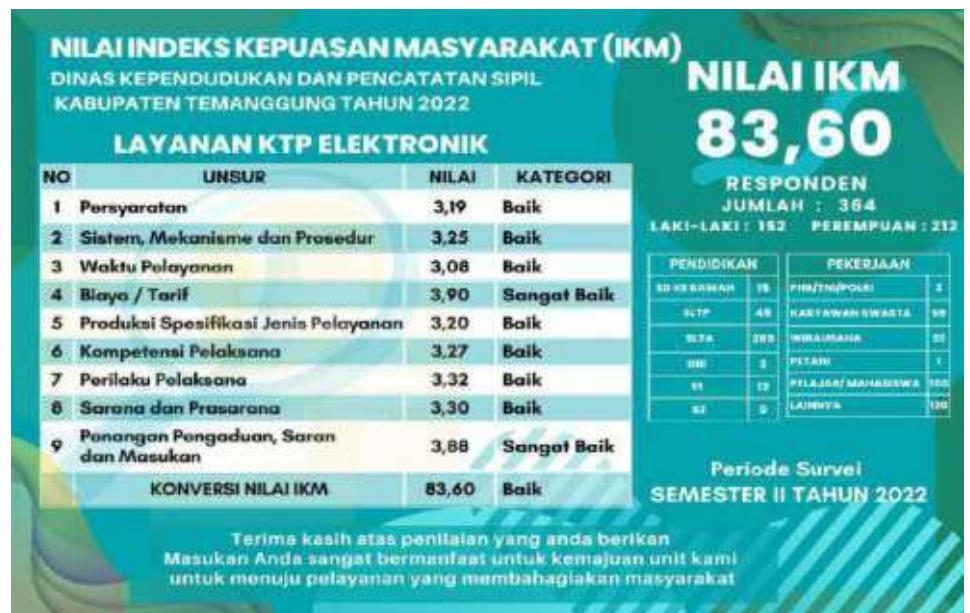 NILAI INDEKS KEPUASAN MASYARAKAT (IKM)
DINAS KEPENDUDUKAN DAN PENCATATAN SIPIL
KABUPATEN TEMANGGUNG TAHUN 2022
LAYANAN KTP ELEKTRONIK
NO UNSUR NILAI KATEGORI
1 Persyaratan 3,19 Baik
2 Sistem, Mekanisme dan Prosedur 3,25 Baik
3 Waktu Pelayanan 3,08 Baik
4 Biaya / Tarif 3,90 Sangat Baik
5 Produksi Spesifikasi Jenis Pelayanan 3,20 Baik
6 Kompetensi Pelaksana 3,27 Baik
7 Perilaku Pelaksana 3,32 Baik
8 Sarana dan Prasarana 3,30 Baik
9 Penangan Pengaduan, Saran
dan Masukan 3,88 Sangat Baik
KONVERSI NILAI IKM 83,60 Baik
NILAI IKM
83,60
RESPONDEN
JUMLAH : 364
LAKI-LAKI : 152 PEREMPUAN : 212
PENDIDIKAN
SLTP
SLTA
PEKERJAAN
PNS/TNI/POLRI
KARYAWAN SWASTA
WIRAUSAHA
PETANI 1
PELAJAR/ MAHASISWA
LAINNYA
Periode Survei
SEMESTER II TAHUN 2022
Terima kasih atas penilaian yang anda berikan
Masukan Anda sangat bermanfaat untuk kemajuan unit kami
untuk menuju pelayanan yang membahagiakan masyarakat